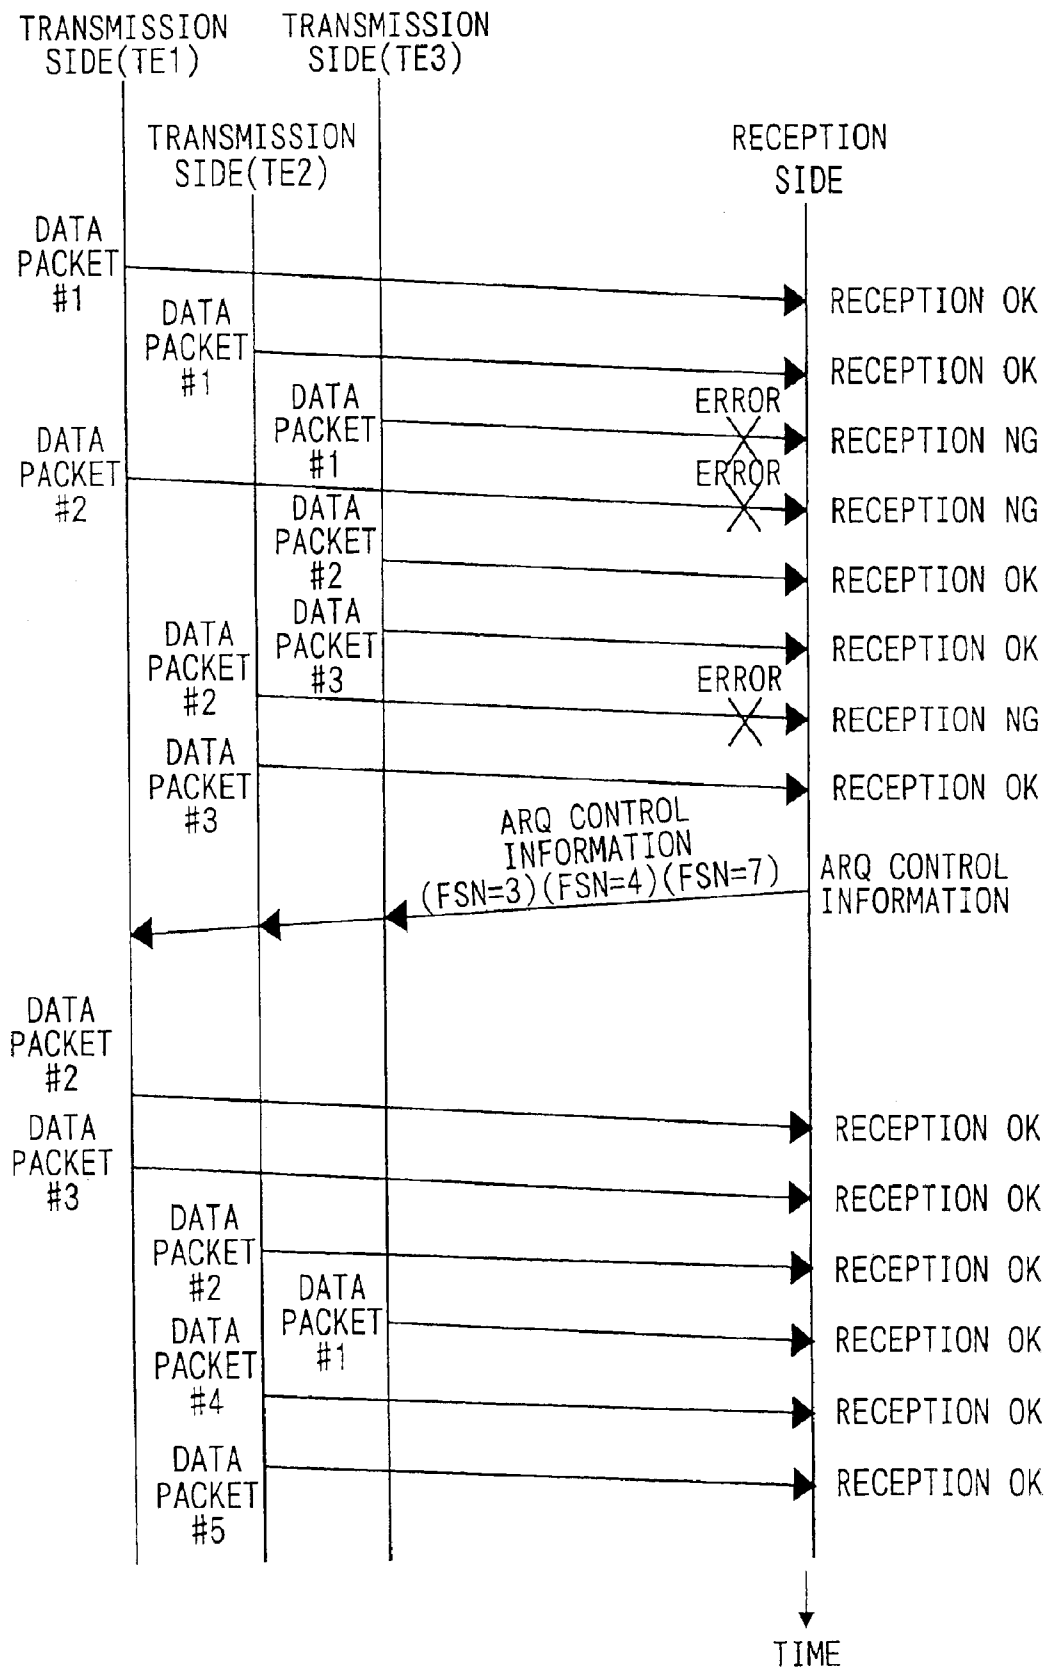 TRANSMISSION
SIDE(TE1)
TRANSMISSION
SIDE(TE3)
TRANSMISSION
SIDE(TE2)
RECEPTION
SIDE
DATA
PACKET
#1
RECEPTION OK
DATA
PACKET
#1
RECEPTION OK
DATA
PACKET
#1
ERROR
RECEPTION NG
DATA
PACKET
#2
ERROR
RECEPTION NG
DATA
PACKET
#2
RECEPTION OK
DATA
PACKET
#3
RECEPTION OK
DATA
PACKET
#2
ERROR
RECEPTION NG
DATA
PACKET
#3
RECEPTION OK
ARQ CONTROL
INFORMATION
(FSN=3)(FSN=4)(FSN=7)
ARQ CONTROL
INFORMATION
DATA
PACKET
#2
RECEPTION OK
DATA
PACKET
#3
RECEPTION OK
DATA
PACKET
#2
RECEPTION OK
DATA
PACKET
#1
RECEPTION OK
DATA
PACKET
#4
RECEPTION OK
DATA
PACKET
#5
RECEPTION OK
TIME